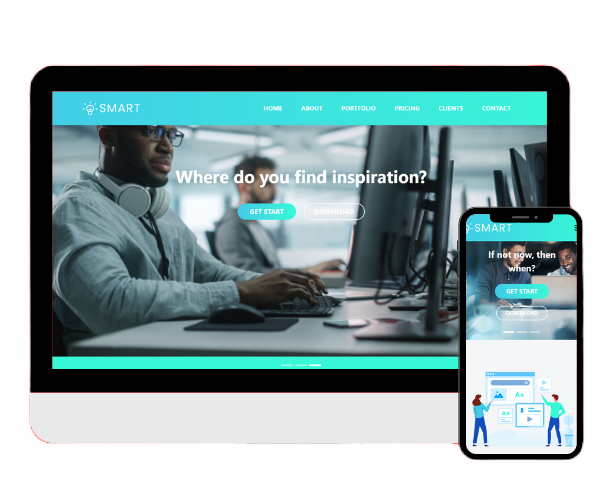 SMART
HOME ABOUT PORTFOLIO PRICING CLIENTS CONTACT
Where do you find inspiration?
GET START DOWNLOAD
SMART
If not now, then
when?
GET START
DOWNLOAD
Aa
Aa